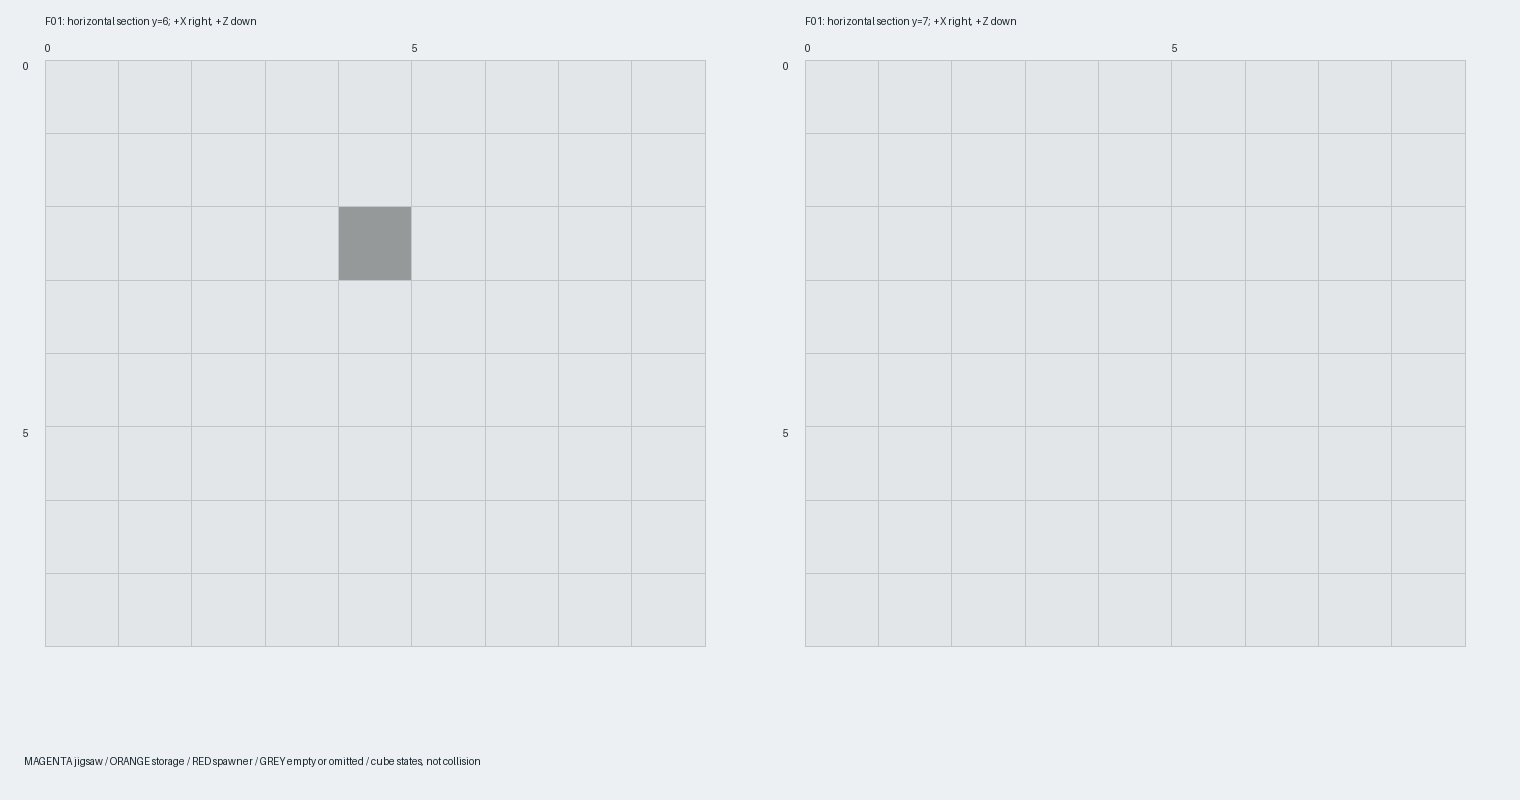 F01: horizontal section y=6; +X right, +Z down
F01: horizontal section y=7; +X right, +Z down
0 5
0 5
0
0
5
5
MAGENTA jigsaw / ORANGE storage / RED spawner / GREY empty or omitted / cube states, not collision